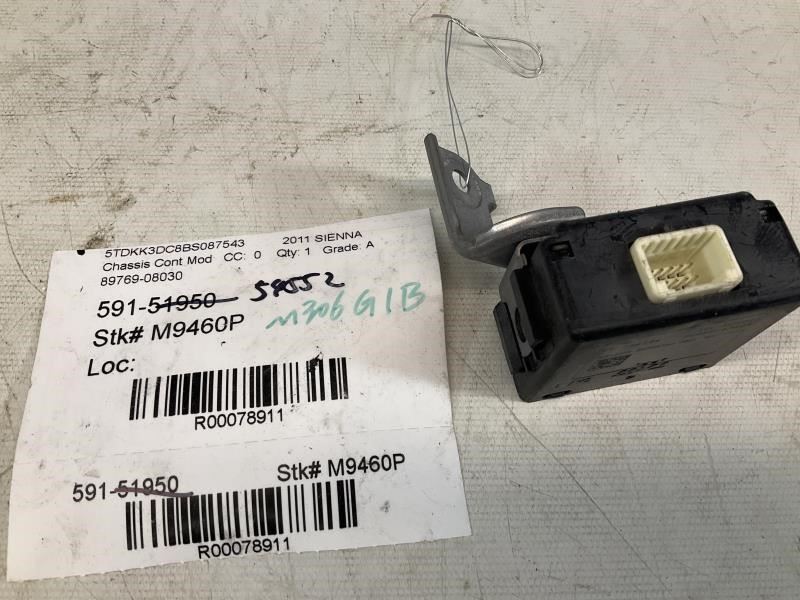 5TDKK3DC8BS087543 2011 SIENNA
Chassis Cont Mod CC: 0 Qty: 1 Grade: A
89769-08030
591-51950 59552
Stk# M9460P M306G1B
Loc:
R00078911
591-51950 Stk# M9460P
R00078911